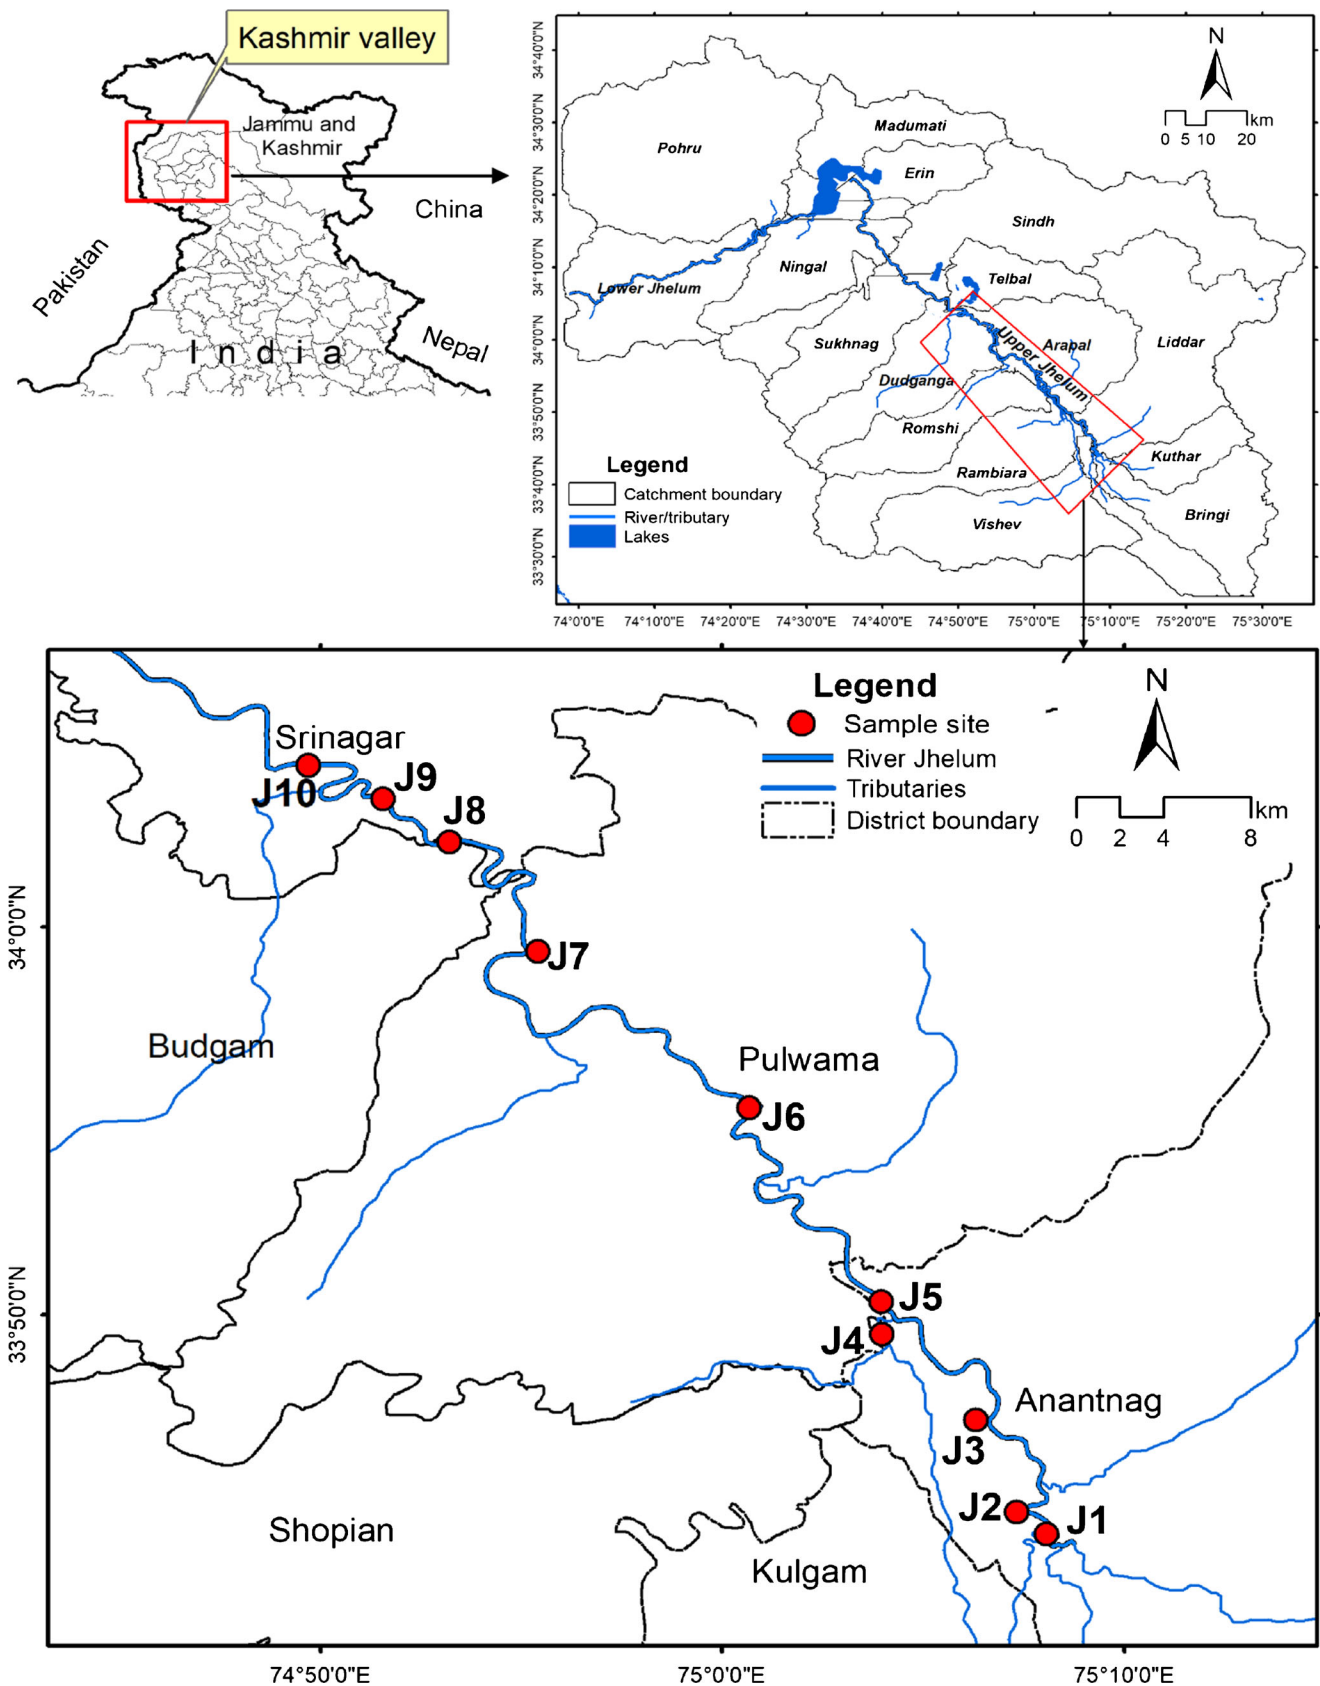 Kashmir valley
Jammu and
Kashmir
China
Pakistan
Nepal
India
N
km
0 5 10 20
34°40'0"N
34°30'0"N
34°20'0"N
34°10'0"N
34°0'0"N
33°50'0"N
33°40'0"N
33°30'0"N
Pohru
Madumati
Erin
Sindh
Ningal
Telbal
Lower Jhelum
Sukhnag
Upper Jhelum
Arapal
Liddar
Dudganga
Romshi
Kuthar
Rambiara
Bringi
Vishev
Legend
Catchment boundary
River/tributary
Lakes
74°0'0"E 74°10'0"E 74°20'0"E 74°30'0"E 74°40'0"E 74°50'0"E 75°0'0"E 75°10'0"E 75°20'0"E 75°30'0"E
Legend
Sample site
River Jhelum
Tributaries
District boundary
N
km
0 2 4 8
Srinagar
J10
J9
J8
J7
Budgam
Pulwama
J6
J5
J4
Anantnag
J3
J2
J1
Shopian
Kulgam
34°0'0"N
33°50'0"N
74°50'0"E 75°0'0"E 75°10'0"E